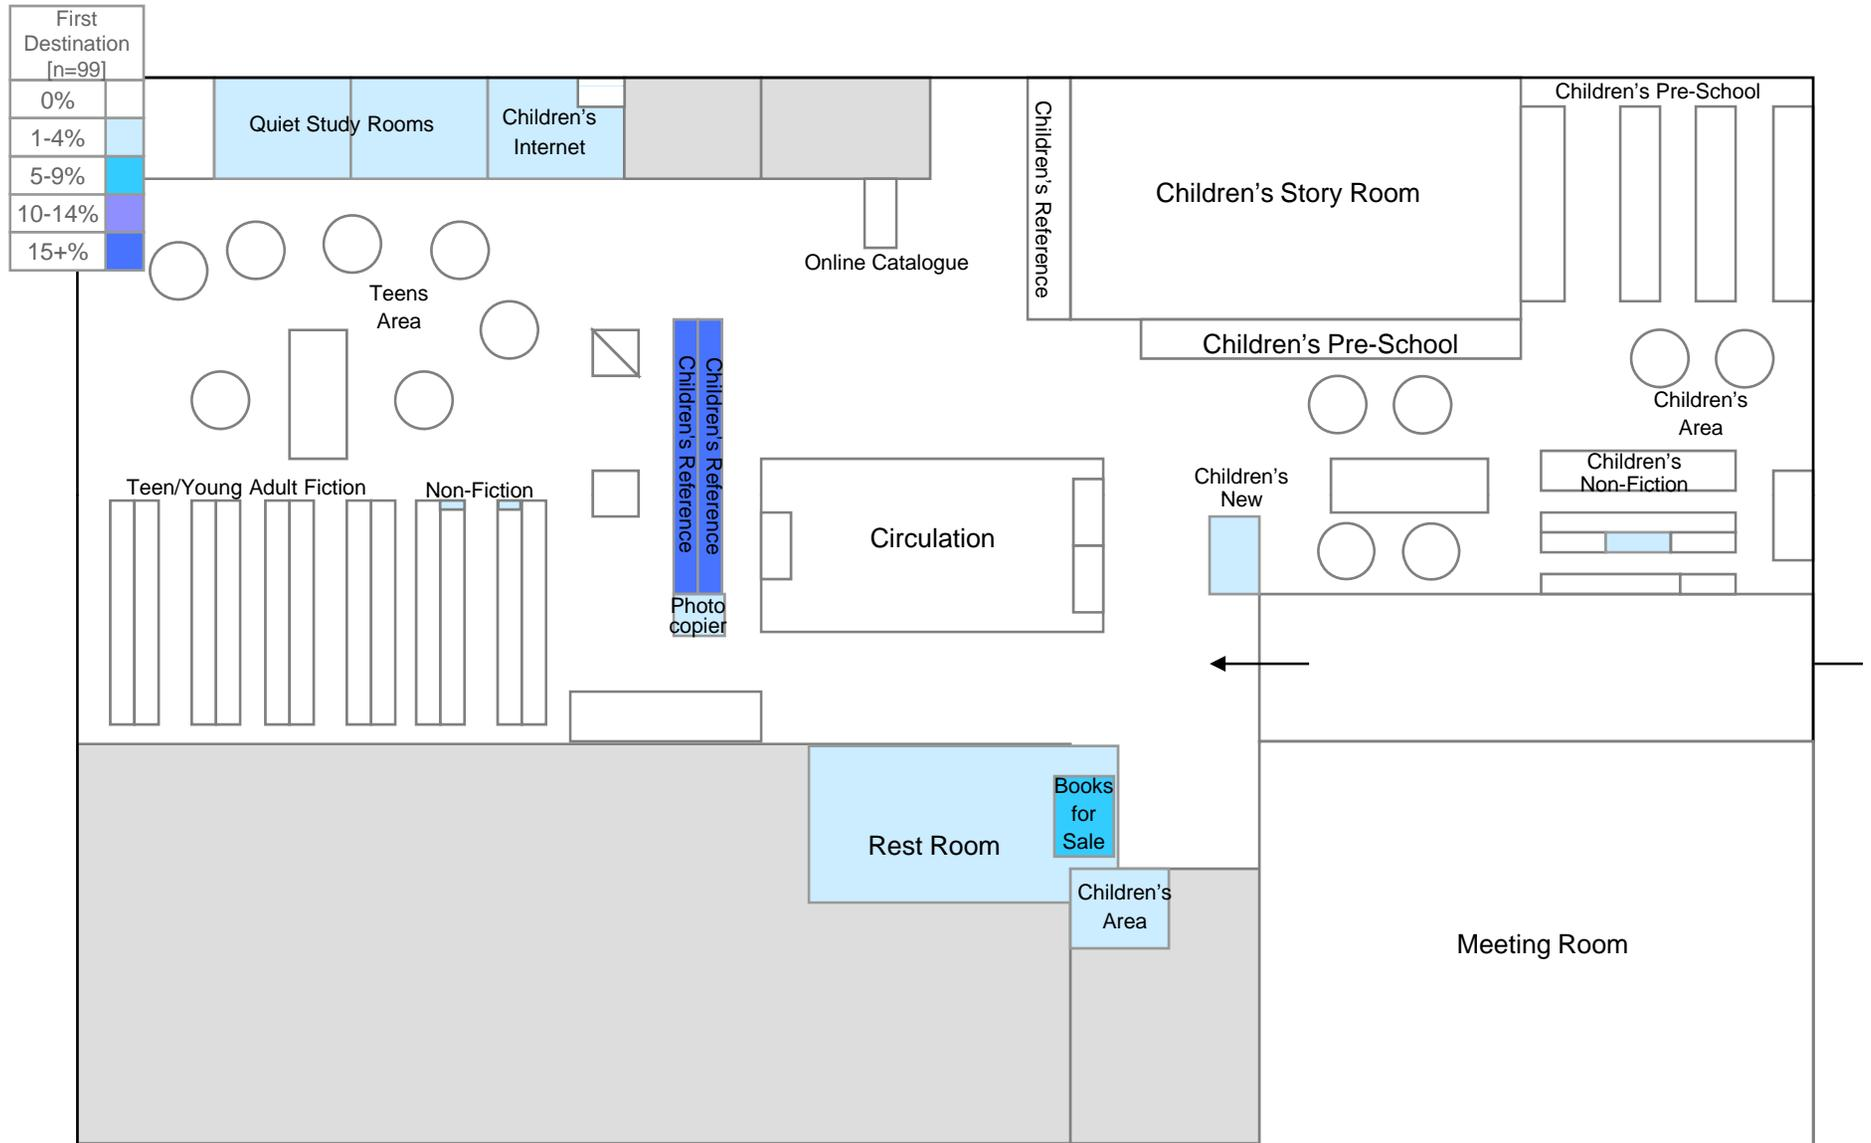 First
Destination
[n=99]
0%
1-4%
5-9%
10-14%
15+%
Quiet Study Rooms
Children's
Internet
Children's Reference
Children's Story Room
Children's Pre-School
Online Catalogue
Teens
Area
Children's Reference
Children's Reference
Children's Pre-School
Children's
Area
Teen/Young Adult Fiction
Non-Fiction
Circulation
Children's
New
Children's
Non-Fiction
Photo
copier
Books
for
Sale
Rest Room
Children's
Area
Meeting Room